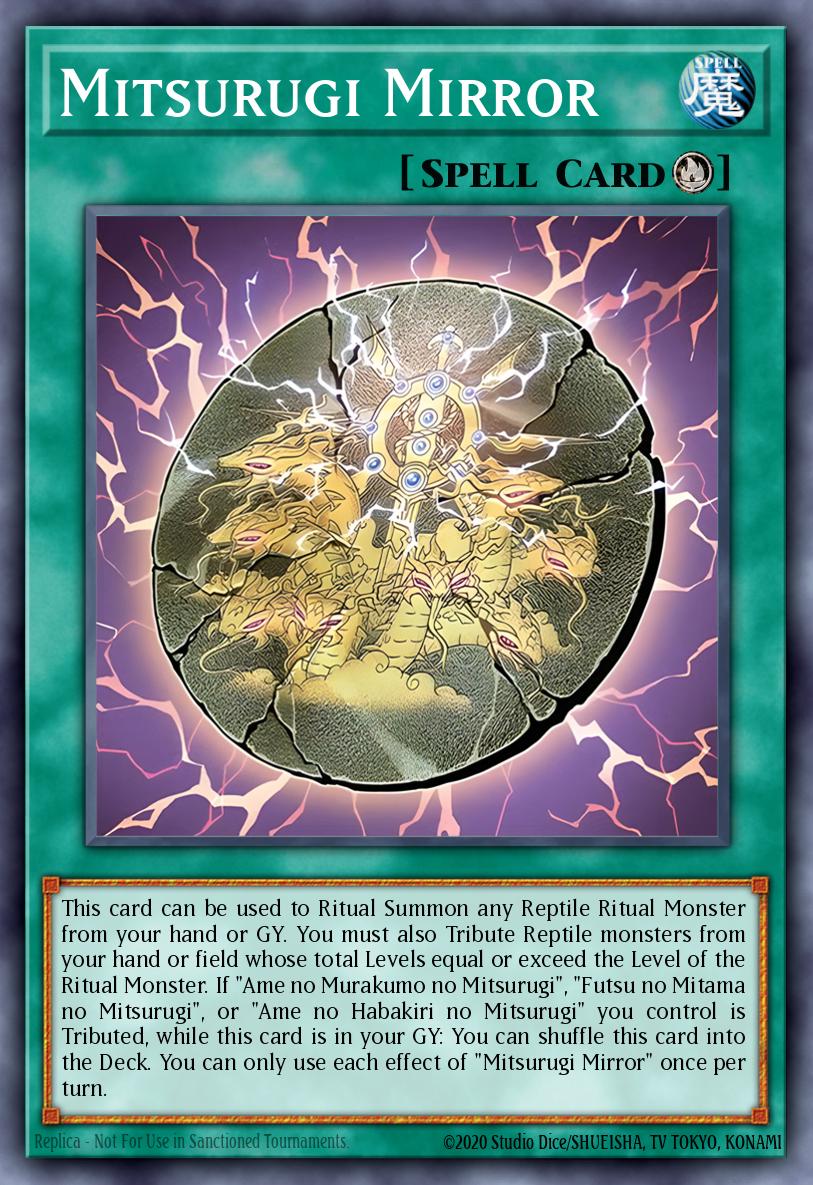 Mitsurugi Mirror
SPELL
魔
[Spell Card]
This card can be used to Ritual Summon any Reptile Ritual Monster
from your hand or GY. You must also Tribute Reptile monsters from
your hand or field whose total Levels equal or exceed the Level of the
Ritual Monster. If "Ame no Murakumo no Mitsurugi", "Futsu no Mitama
no Mitsurugi", or "Ame no Habakiri no Mitsurugi" you control is
Tributed, while this card is in your GY: You can shuffle this card into
the Deck. You can only use each effect of "Mitsurugi Mirror" once per
turn.
Replica - Not For Use in Sanctioned Tournaments.
©2020 Studio Dice/SHUEISHA, TV TOKYO, KONAMI